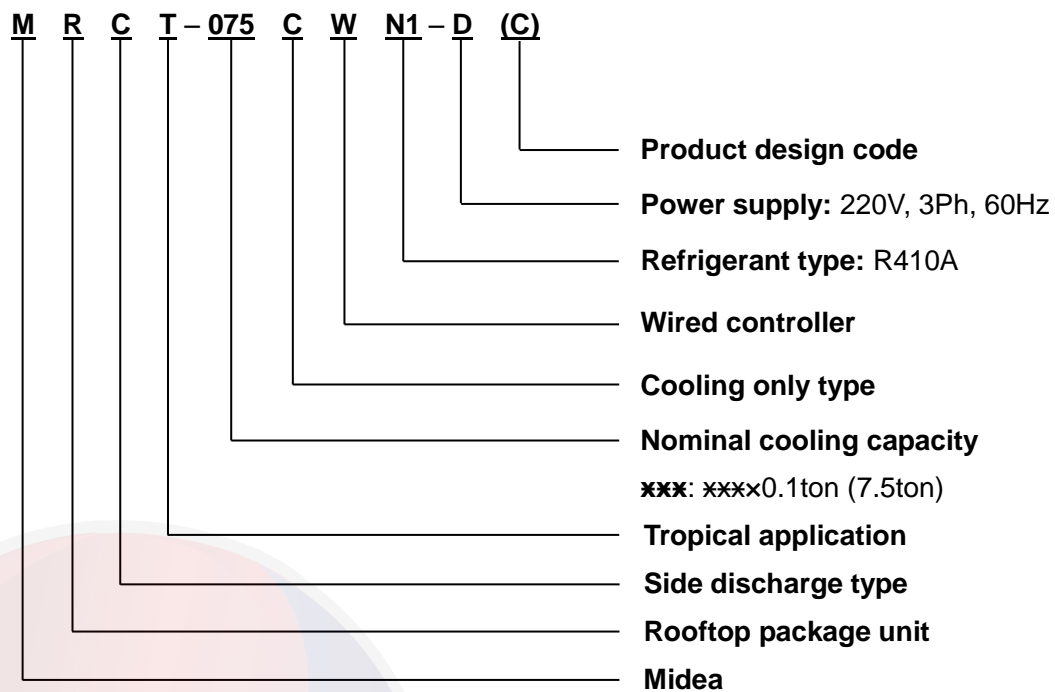 M R C T – 075 C W N1 – D (C)
Product design code
Power supply: 220V, 3Ph, 60Hz
Refrigerant type: R410A
Wired controller
Cooling only type
Nominal cooling capacity
xxx: xxx×0.1ton (7.5ton)
Tropical application
Side discharge type
Rooftop package unit
Midea